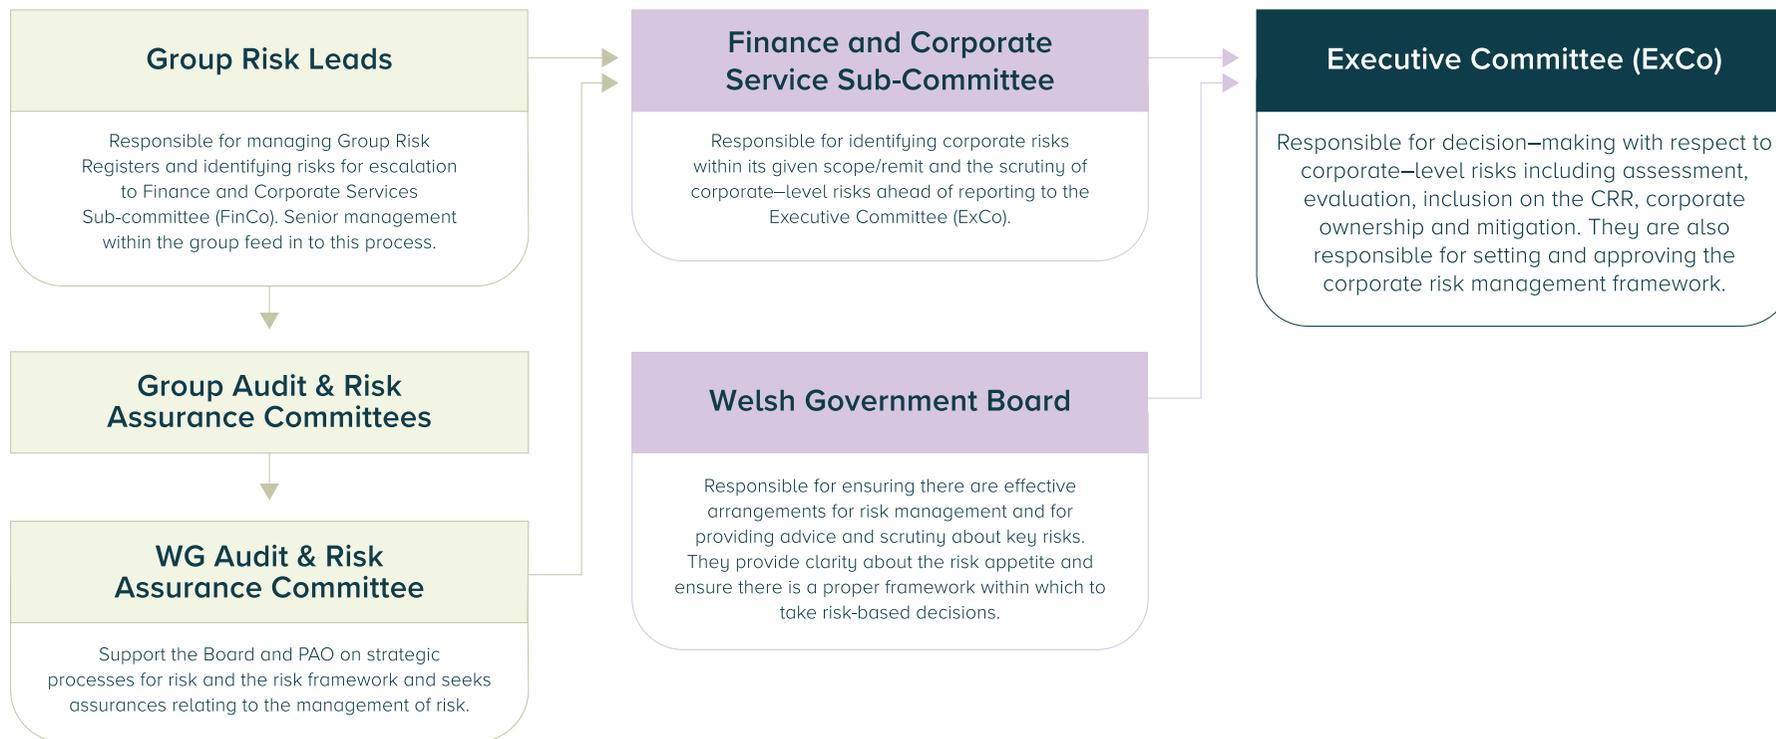 Group Risk Leads
Responsible for managing Group Risk
Registers and identifying risks for escalation
to Finance and Corporate Services
Sub-committee (FinCo). Senior management
within the group feed in to this process.
Group Audit & Risk
Assurance Committees
WG Audit & Risk
Assurance Committee
Support the Board and PAO on strategic
processes for risk and the risk framework and seeks
assurances relating to the management of risk.
Finance and Corporate
Service Sub-Committee
Responsible for identifying corporate risks
within its given scope/remit and the scrutiny of
corporate–level risks ahead of reporting to the
Executive Committee (ExCo).
Welsh Government Board
Responsible for ensuring there are effective
arrangements for risk management and for
providing advice and scrutiny about key risks.
They provide clarity about the risk appetite and
ensure there is a proper framework within which to
take risk-based decisions.
Executive Committee (ExCo)
Responsible for decision–making with respect to
corporate–level risks including assessment,
evaluation, inclusion on the CRR, corporate
ownership and mitigation. They are also
responsible for setting and approving the
corporate risk management framework.